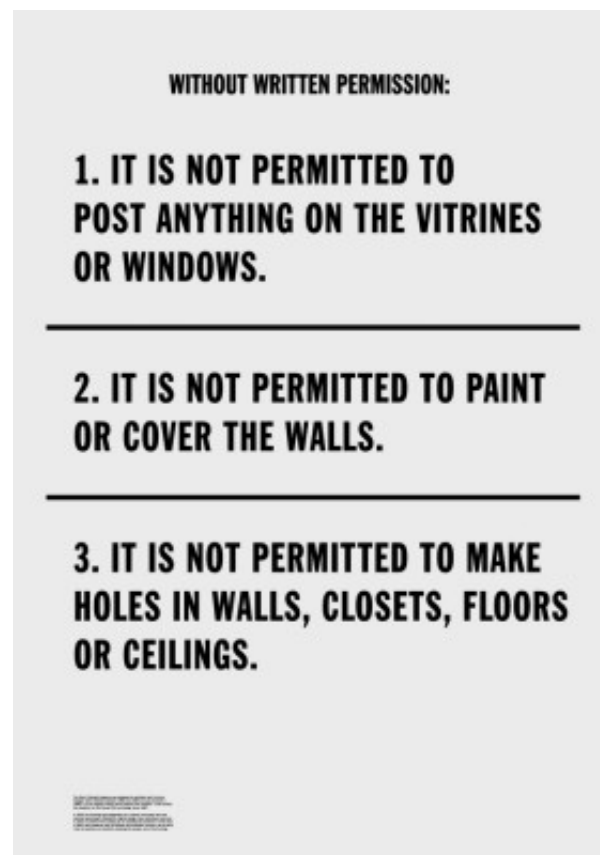 WITHOUT WRITTEN PERMISSION:
1. IT IS NOT PERMITTED TO
POST ANYTHING ON THE VITRINES
OR WINDOWS.
2. IT IS NOT PERMITTED TO PAINT
OR COVER THE WALLS.
3. IT IS NOT PERMITTED TO MAKE
HOLES IN WALLS, CLOSETS, FLOORS
OR CEILINGS.